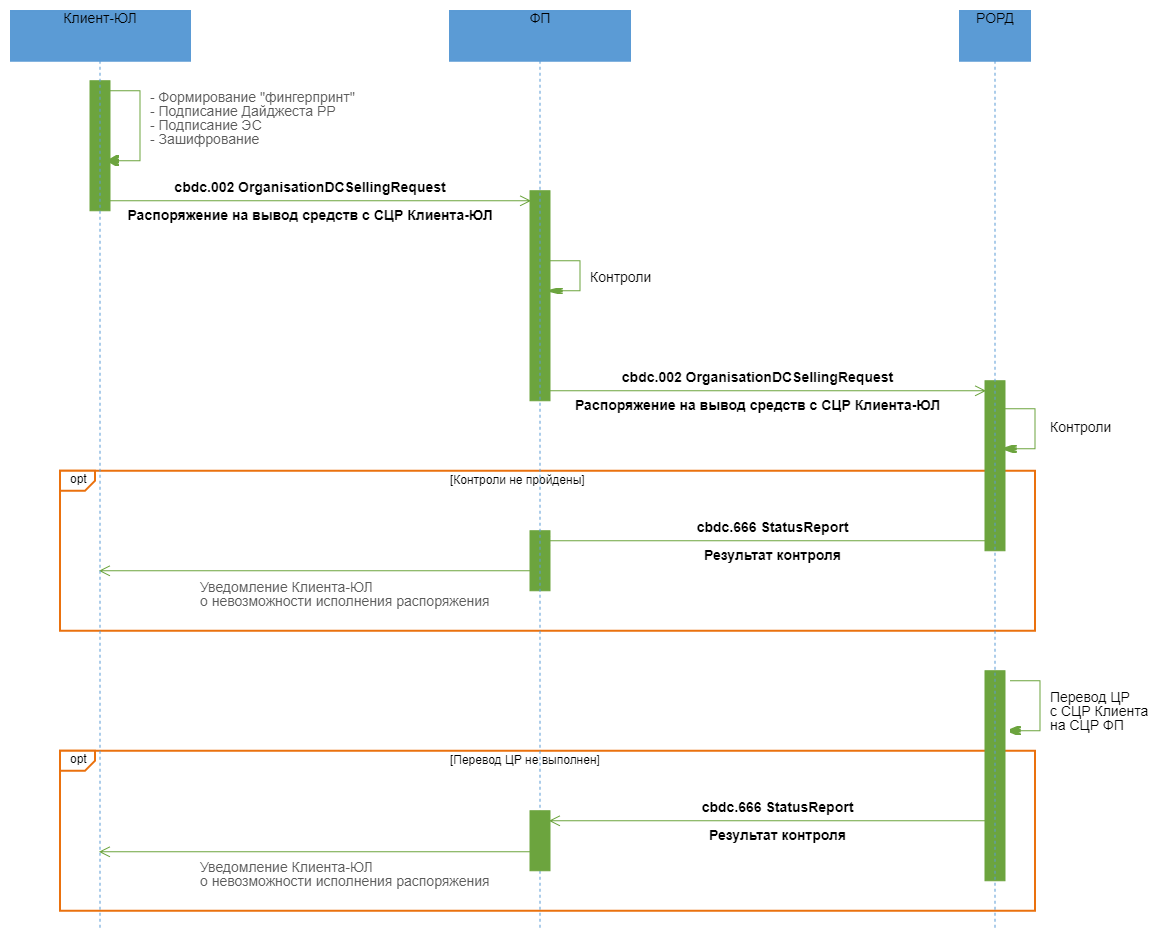 Клиент-ЮЛ
ФП
РОРД
- Формирование "фингерпринт"
- Подписание Дайджеста РР
- Подписание ЭС
- Зашифрование
cbdc.002 OrganisationDCSellingRequest
Распоряжение на вывод средств с СЦР Клиента-ЮЛ
Контроли
cbdc.002 OrganisationDCSellingRequest
Распоряжение на вывод средств с СЦР Клиента-ЮЛ
Контроли
opt
[Контроли не пройдены]
cbdc.666 StatusReport
Результат контроля
Уведомление Клиента-ЮЛ
о невозможности исполнения распоряжения
Перевод ЦР
с СЦР Клиента
на СЦР ФП
opt
[Перевод ЦР не выполнен]
cbdc.666 StatusReport
Результат контроля
Уведомление Клиента-ЮЛ
о невозможности исполнения распоряжения